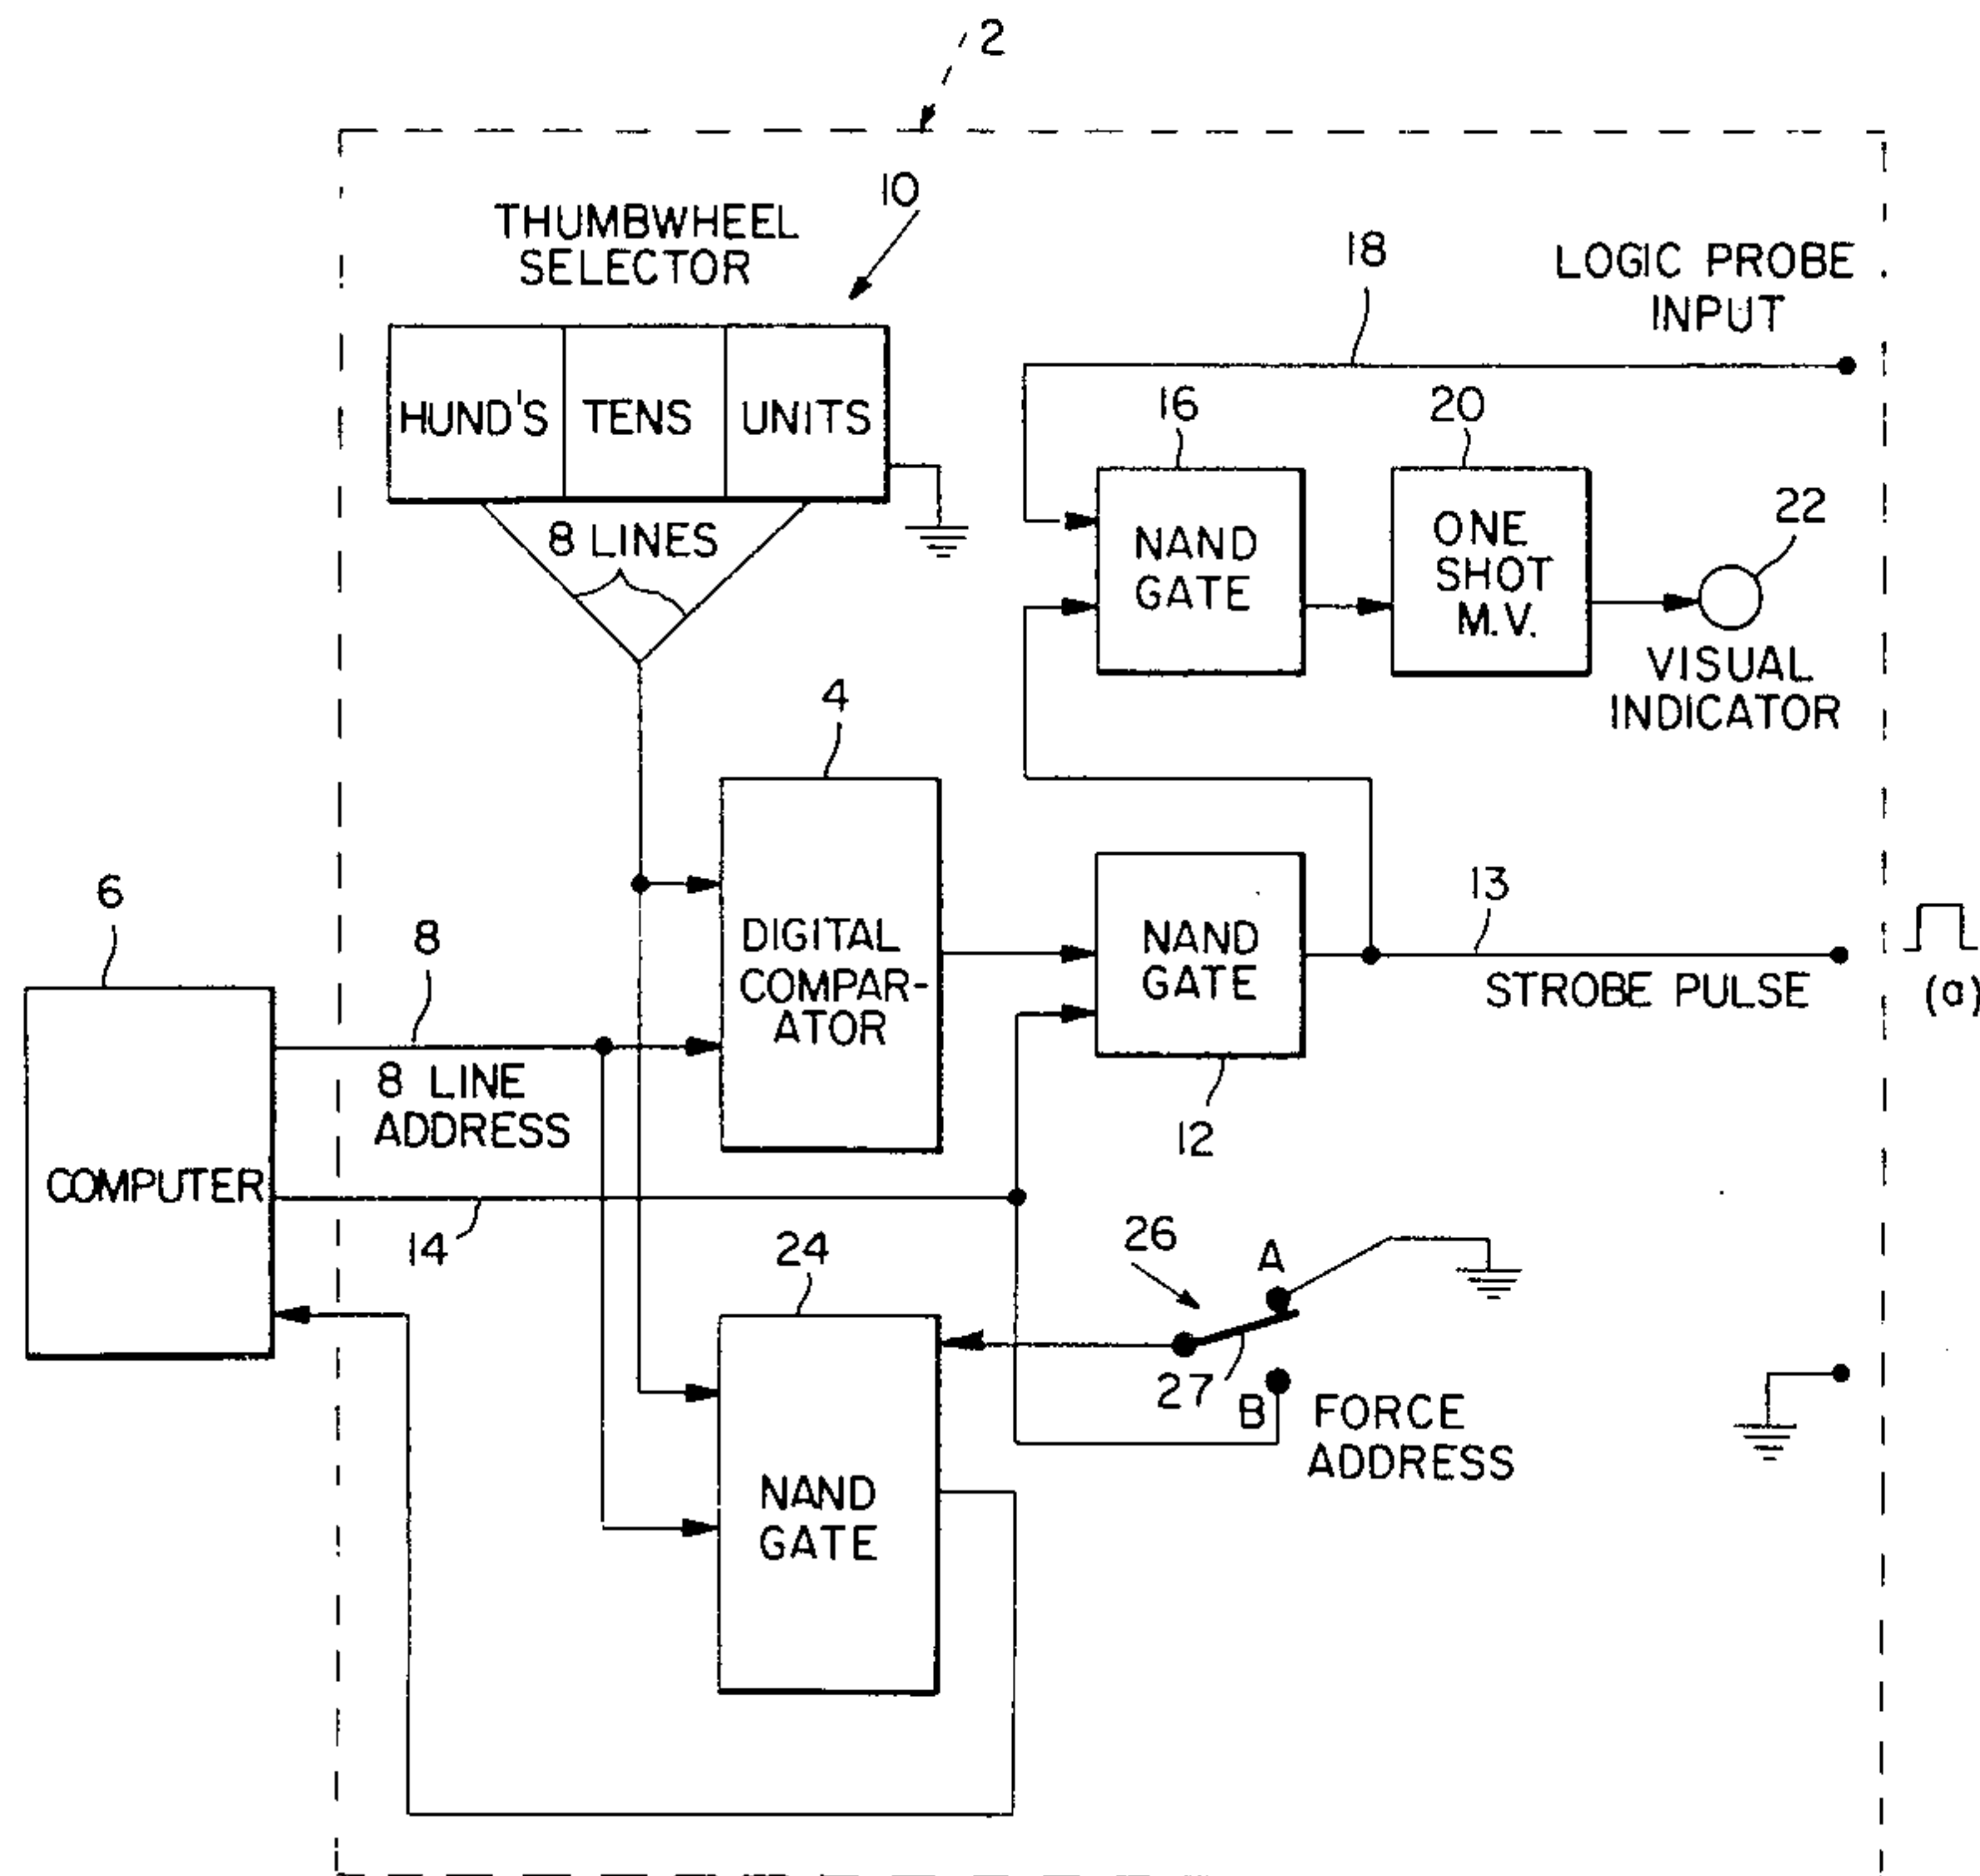 2
10
THUMBWHEEL
SELECTOR
HUND'S TENS UNITS
8 LINES
18
LOGIC PROBE
INPUT
16
20
NAND
GATE
ONE
SHOT
M.V.
22
VISUAL
INDICATOR
4
DIGITAL
COMPAR-
ATOR
NAND
GATE
12
13
STROBE PULSE
(a)
6
COMPUTER
8
8 LINE
ADDRESS
14
24
NAND
GATE
26
A
27
B
FORCE
ADDRESS